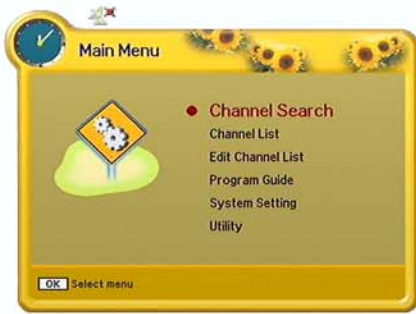 Main Menu
Channel Search
Channel List
Edit Channel List
Program Guide
System Setting
Utility
OK Select menu